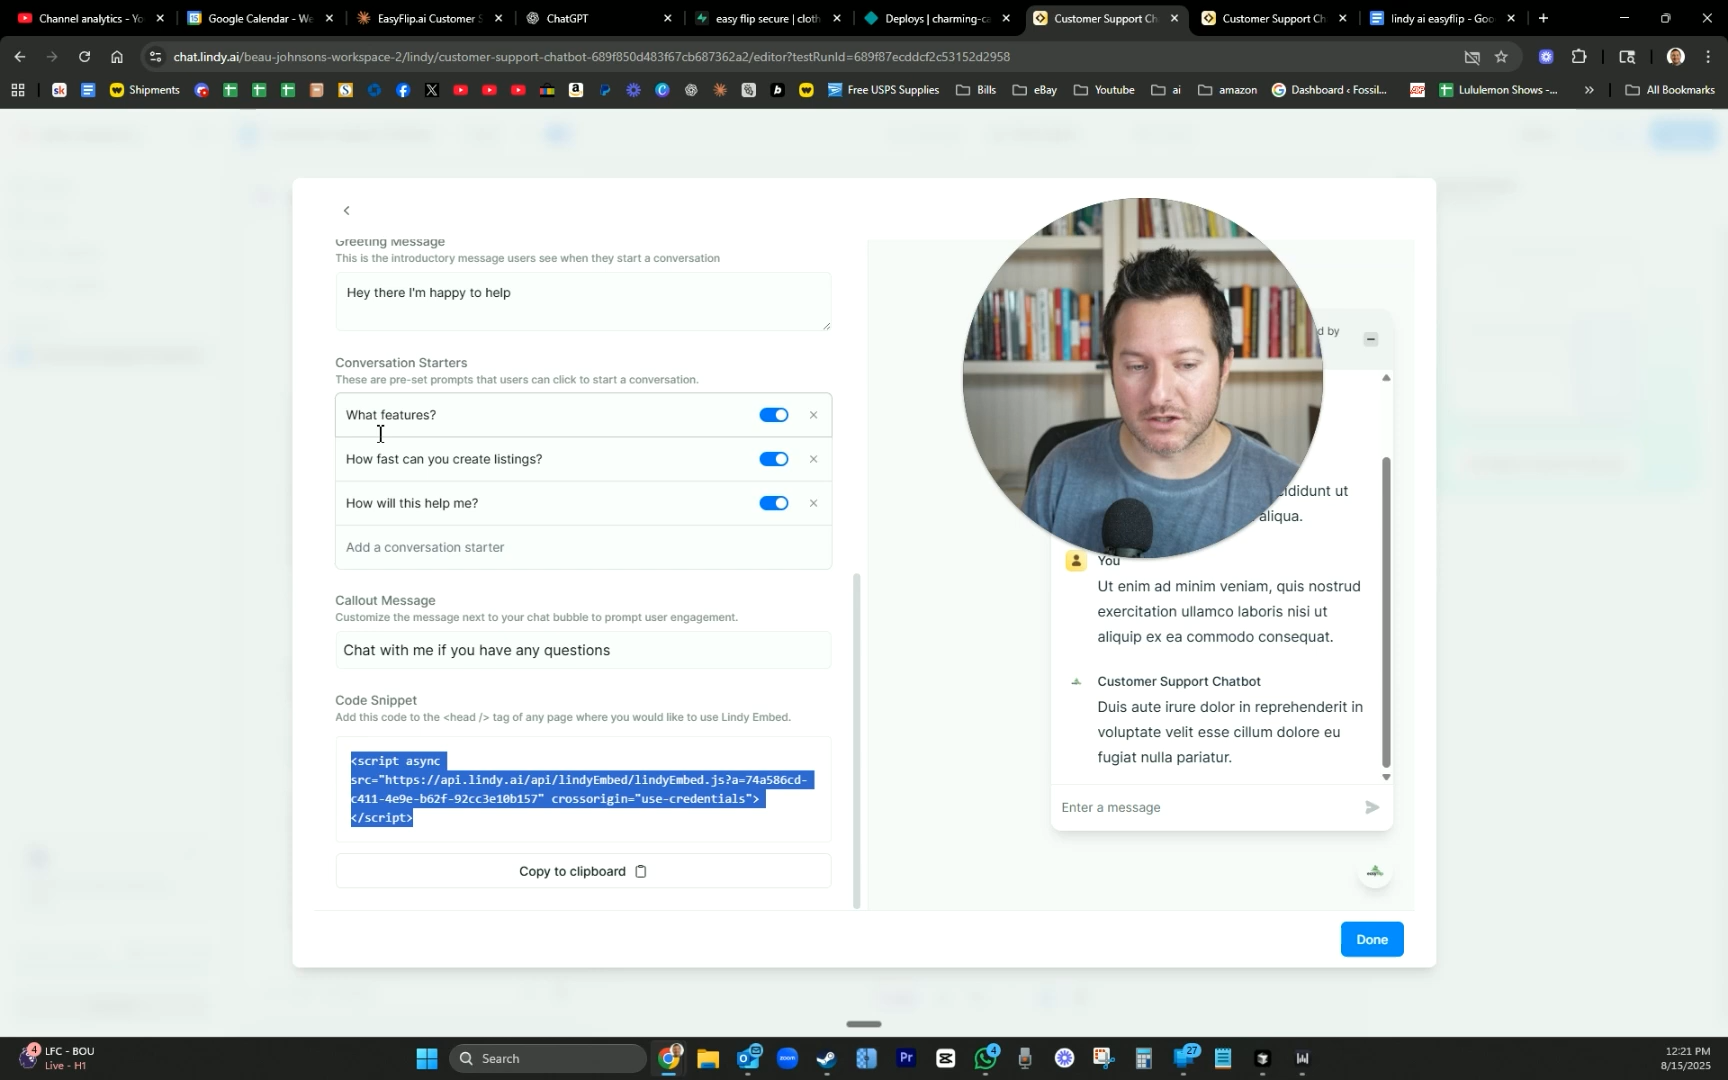 Channel analytics - Yo
Google Calendar - We
EasyFlip.ai Customer S
ChatGPT
easy flip secure | cloth
Deploys | charming-ca
Customer Support Ch
Customer Support Ch
lindy ai easyflip - Goo
chat.lindy.ai/beau-johnsons-workspace-2/lindy/customer-support-chatbot-689f850d483f67cb687362a2/editor?testRunId=689f87ecddcf2c53152d2958
Shipments
Free USPS Supplies
Bills
eBay
Youtube
ai
amazon
Dashboard ‹ Fossil...
Lululemon Shows -...
All Bookmarks
Greeting Message
This is the introductory message users see when they start a conversation
Hey there I'm happy to help
Conversation Starters
These are pre-set prompts that users can click to start a conversation.
What features?
How fast can you create listings?
How will this help me?
Add a conversation starter
Callout Message
Customize the message next to your chat bubble to prompt user engagement.
Chat with me if you have any questions
Code Snippet
Add this code to the <head /> tag of any page where you would like to use Lindy Embed.
<script async
src="https://api.lindy.ai/api/lindyEmbed/lindyEmbed.js?a=74a586cd-
c411-4e9e-b62f-92cc3e10b157" crossorigin="use-credentials">
</script>
Copy to clipboard
d by
ididunt ut
aliqua.
You
Ut enim ad minim veniam, quis nostrud
exercitation ullamco laboris nisi ut
aliquip ex ea commodo consequat.
Customer Support Chatbot
Duis aute irure dolor in reprehenderit in
voluptate velit esse cillum dolore eu
fugiat nulla pariatur.
Enter a message
Done
4
LFC - BOU
Live - H1
Search
zoom
Pr
4
27
12:21 PM
8/15/2025